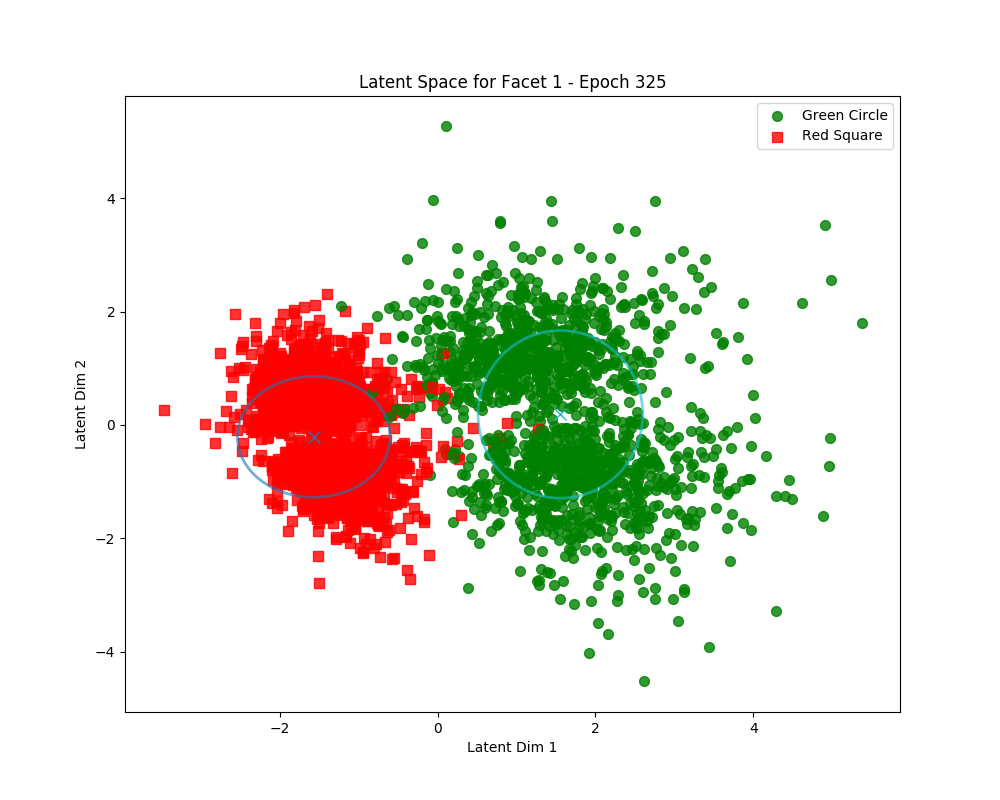 Latent Space for Facet 1 - Epoch 325
Green Circle
Red Square
4
2
0
−2
−4
Latent Dim 2
−2
0
2
4
Latent Dim 1